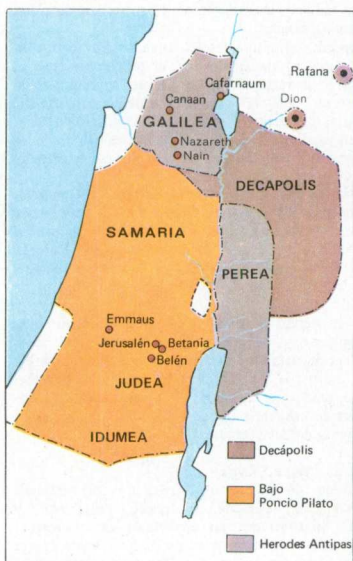 Rafana
Cafarnaum
Canaan
Dion
GALILEA
Nazareth
Nain
DECAPOLIS
SAMARIA
PEREA
Emmaus
Jerusalén
Betania
Belén
JUDEA
IDUMEA
Decápolis
Bajo
Poncio Pilato
Herodes Antipas